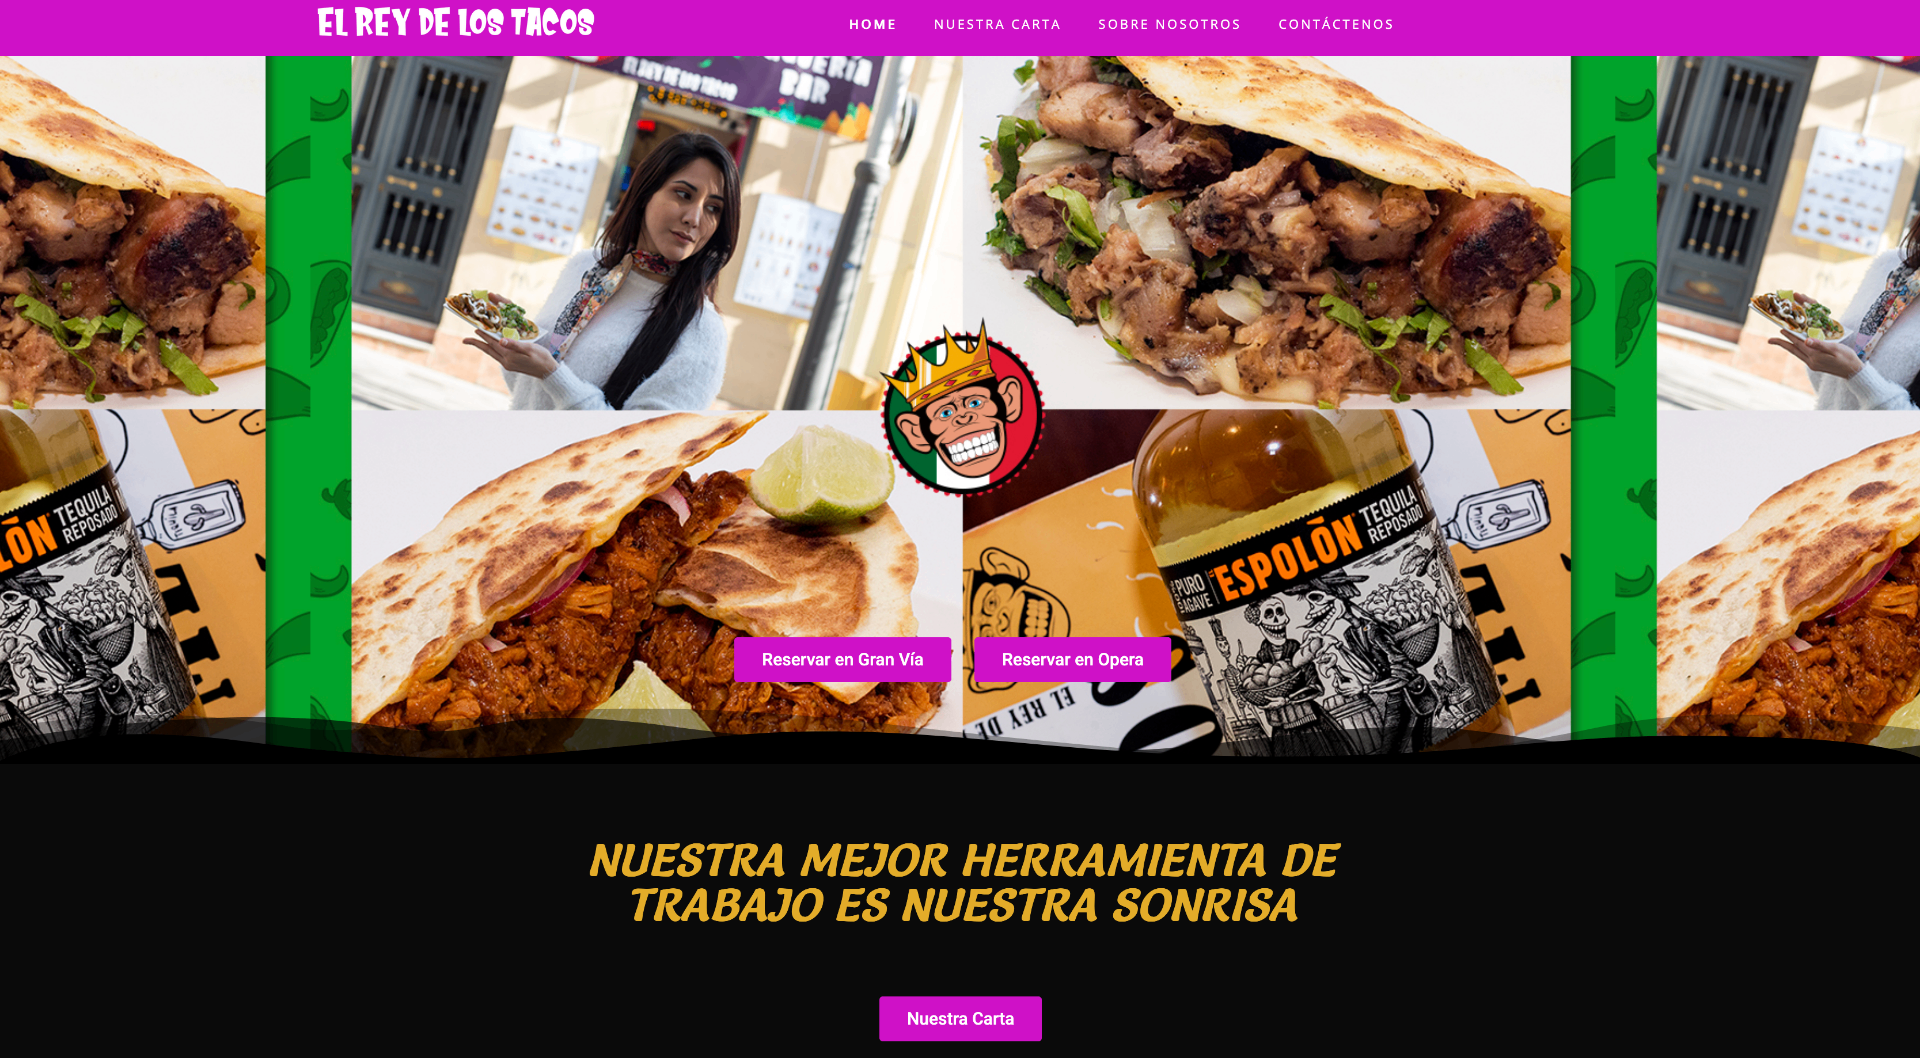 EL REY DE LOS TACOS
HOME
NUESTRA CARTA
SOBRE NOSOTROS
CONTÁCTENOS
EL REY DE LOS TACOS
BAR
ESPOLÓN
TEQUILA
REPOSADO
PURO
AGAVE
TEQUILA
REPOSADO
EL REY DE
Reservar en Gran Vía
Reservar en Opera
NUESTRA MEJOR HERRAMIENTA DE
TRABAJO ES NUESTRA SONRISA
Nuestra Carta